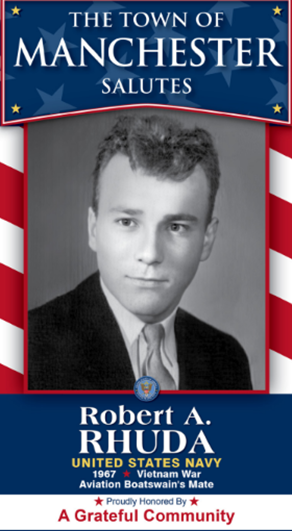 THE TOWN OF
MANCHESTER
SALUTES
Robert A.
RHUDA
UNITED STATES NAVY
1967 ★ Vietnam War
Aviation Boatswain's Mate
★ Proudly Honored By ★
A Grateful Community